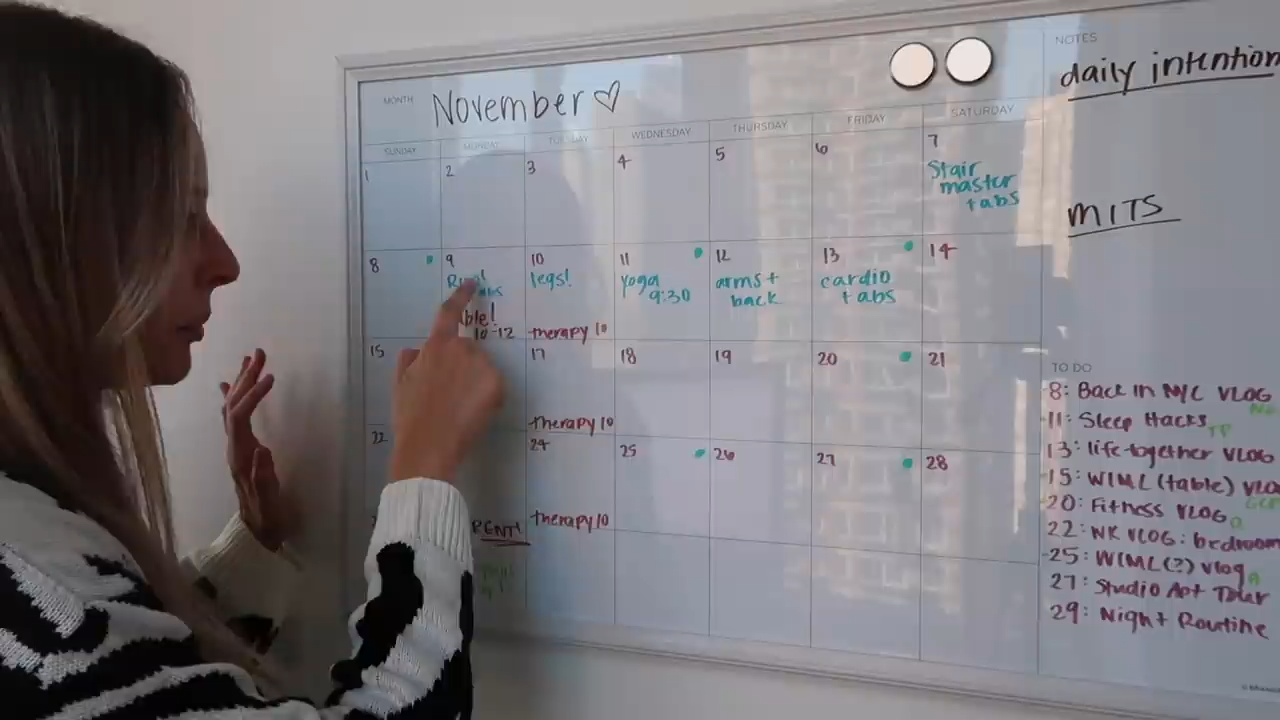 MONTH
November ♡
NOTES
daily intention
SUNDAY MONDAY TUESDAY WEDNESDAY THURSDAY FRIDAY SATURDAY
1 2 3 4 5 6 7
Stair
master
+ abs
MITS
8 9 10 11 12 13 14
legs!
yoga
9:30
arms +
back
cardio
+ abs
10-12
therapy 10
15 17 18 19 20 21
therapy 10
22 24 25 26 27 28
RENT!
therapy 10
TO DO
8: Back in NYC VLOG
11: Sleep Hacks
TP
13: life-together VLOG
15: WIML (table)
20: Fitness VLOG
22: NK VLOG: bedroom
25: WIML(?) Vlog
27: Studio Apt Tour
29: Night Routine